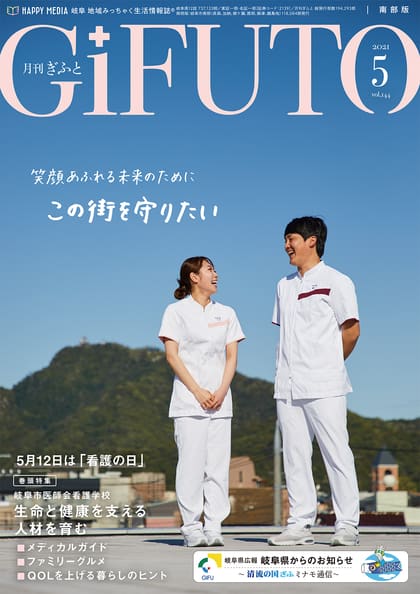 HAPPY MEDIA 岐阜 地域みっちゃく生活情報誌®
南部版
月刊ぎふと
GiFUTO
2021
5
vol.144
笑顔あふれる未来のために
この街を守りたい
5月12日は「看護の日」
巻頭特集
岐阜市医師会看護学校
生命と健康を支える
人材を育む
■メディカルガイド
■ファミリーグルメ
■QOLを上げる暮らしのヒント
GIFU
岐阜県広報 岐阜県からのお知らせ
～清流の国ぎふミナモ通信～